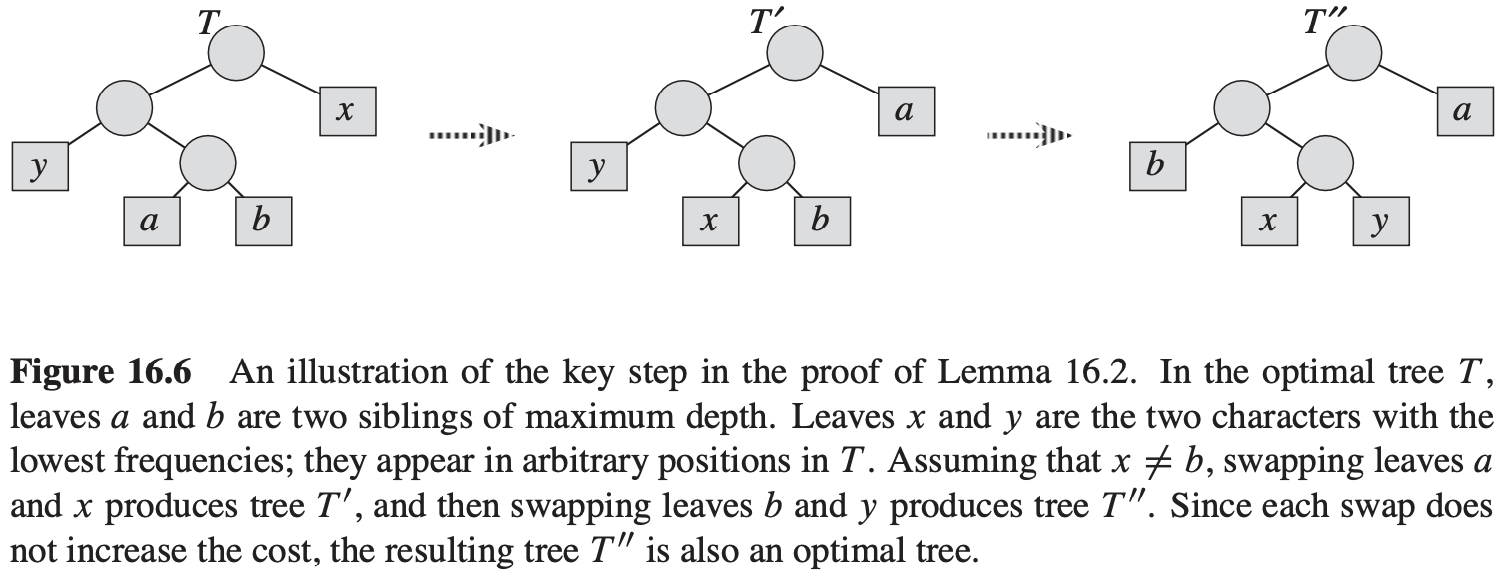 T T′ T″
x a a
y y b
a b x b x y
Figure 16.6 An illustration of the key step in the proof of Lemma 16.2. In the optimal tree T,
leaves a and b are two siblings of maximum depth. Leaves x and y are the two characters with the
lowest frequencies; they appear in arbitrary positions in T. Assuming that x ≠ b, swapping leaves a
and x produces tree T′, and then swapping leaves b and y produces tree T″. Since each swap does
not increase the cost, the resulting tree T″ is also an optimal tree.